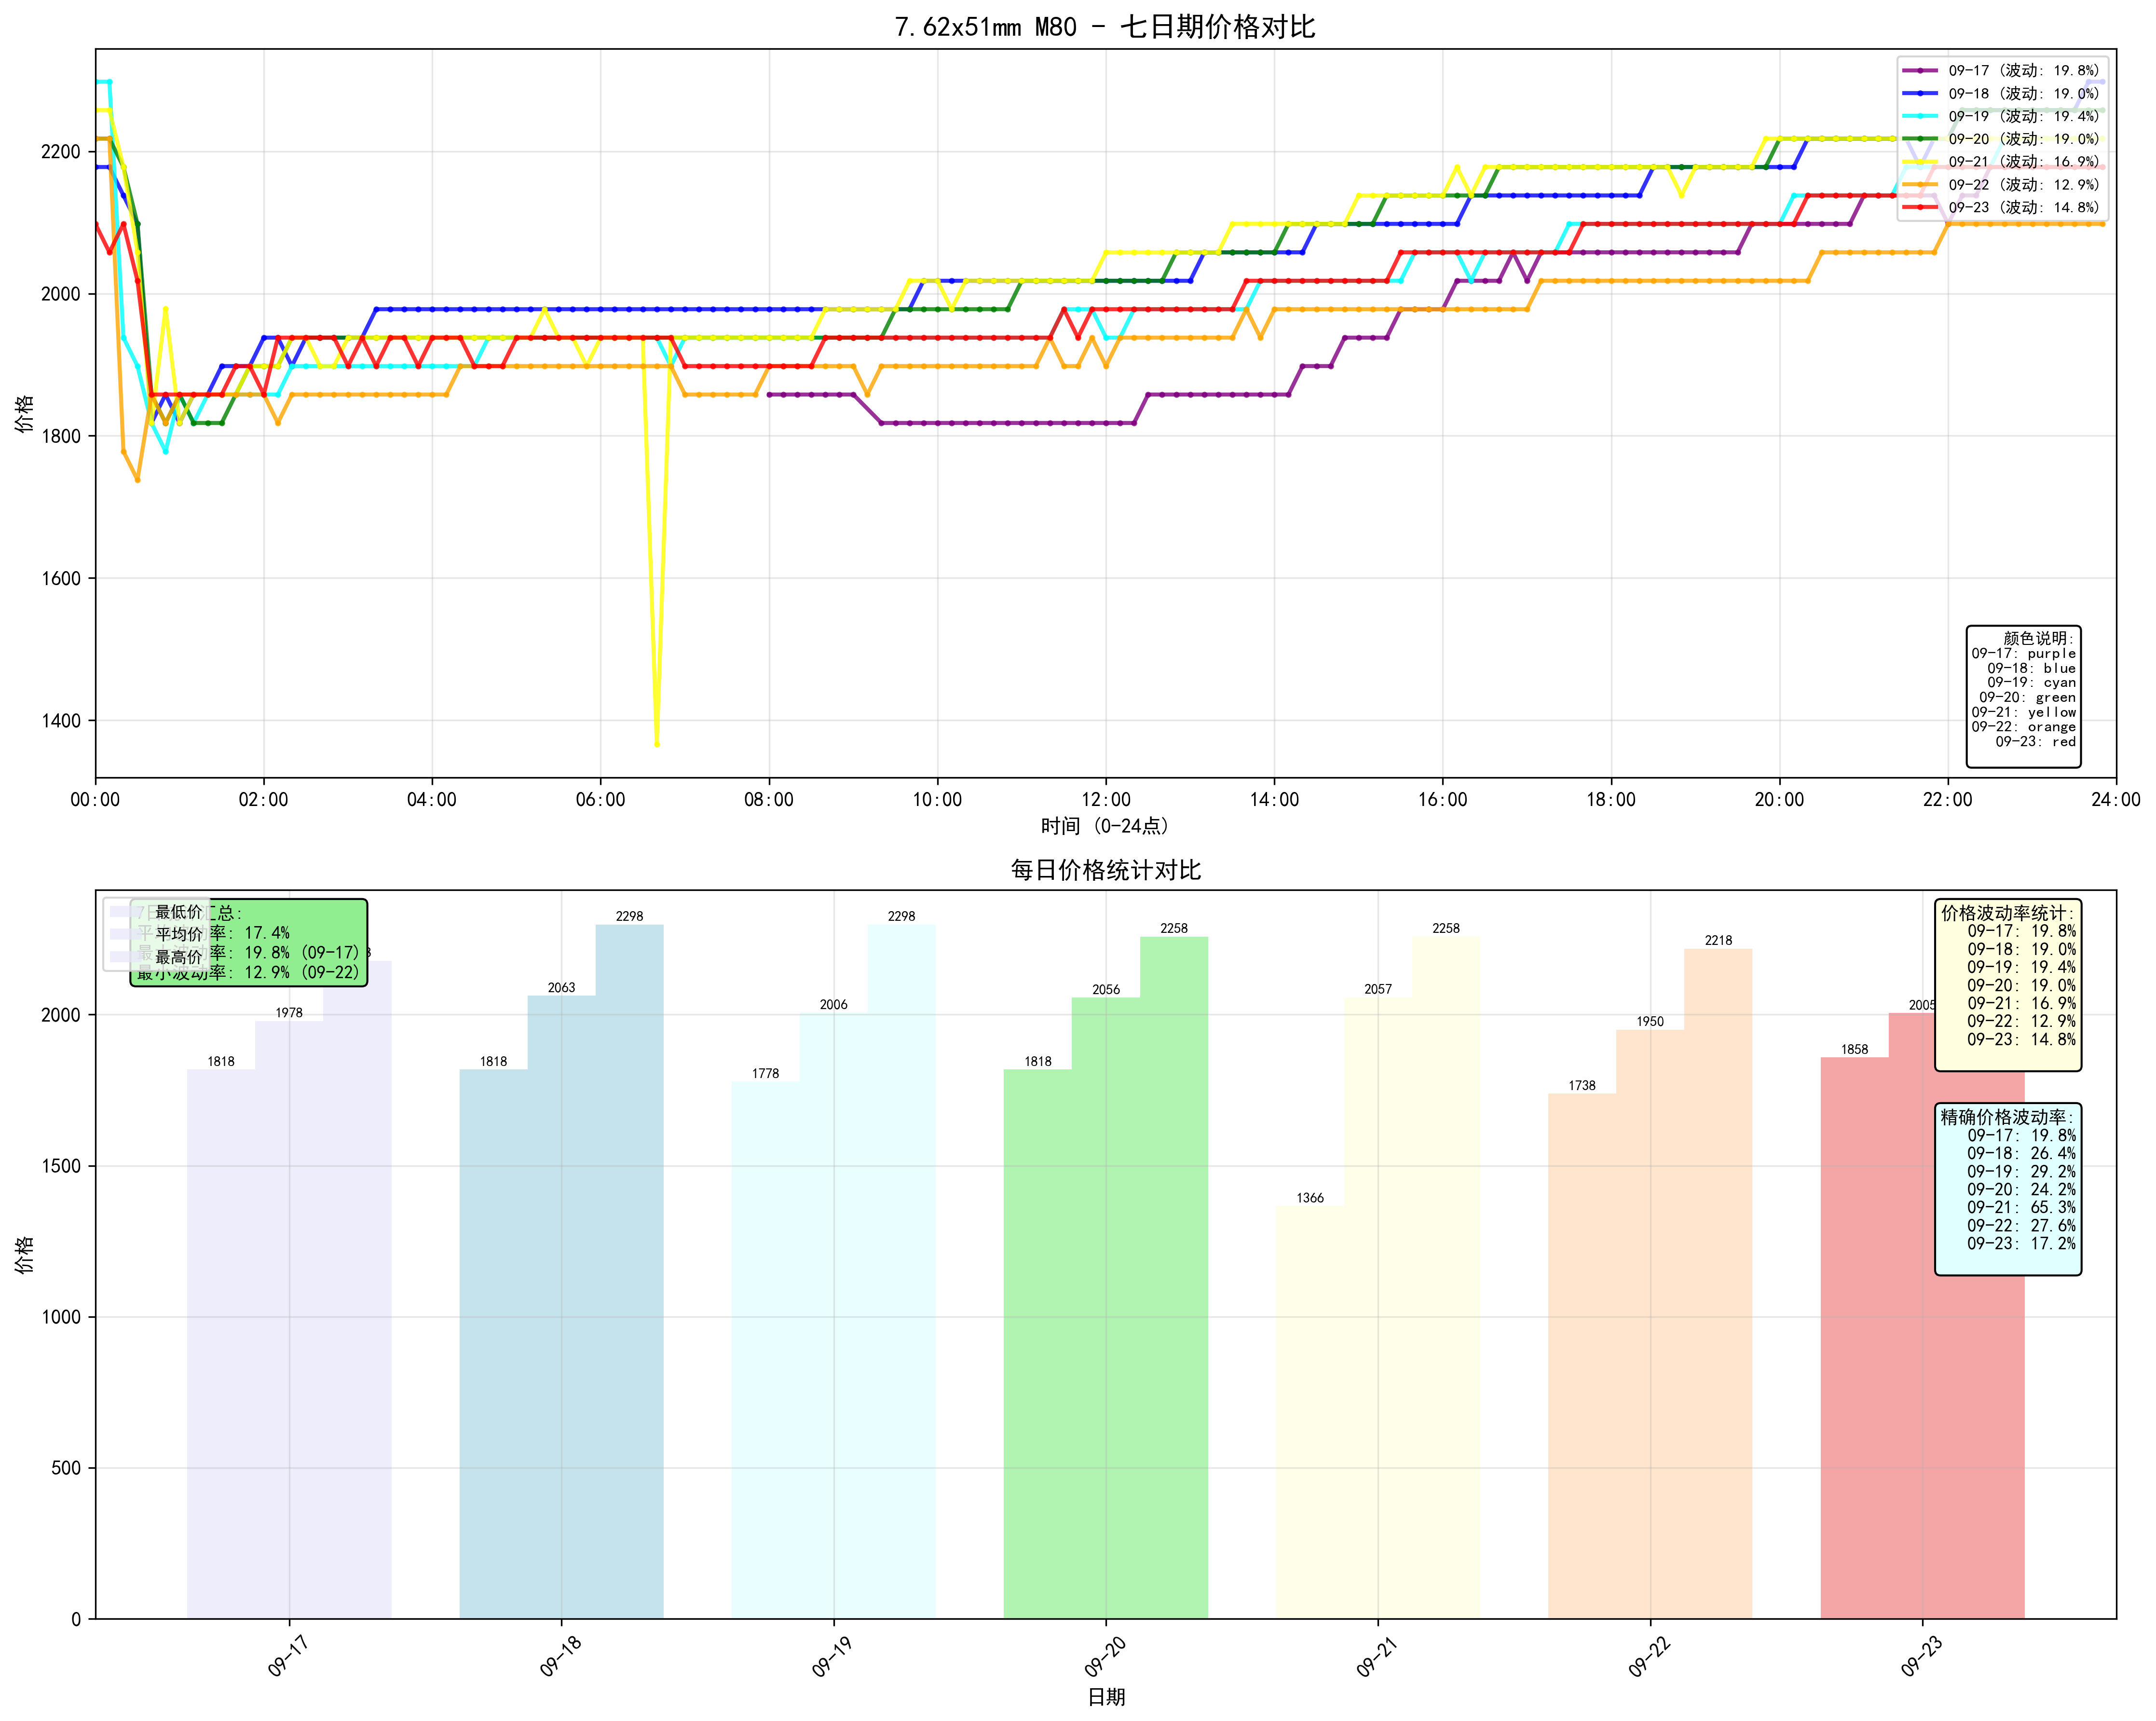 7.62x51mm M80 - 七日期价格对比
09-17 (波动: 19.8%)
09-18 (波动: 19.0%)
09-19 (波动: 19.4%)
09-20 (波动: 19.0%)
09-21 (波动: 16.9%)
09-22 (波动: 12.9%)
09-23 (波动: 14.8%)
2200
2000
1800
1600
1400
价格
颜色说明:
09-17: purple
09-18: blue
09-19: cyan
09-20: green
09-21: yellow
09-22: orange
09-23: red
00:00 02:00 04:00 06:00 08:00 10:00 12:00 14:00 16:00 18:00 20:00 22:00 24:00
时间 (0-24点)
每日价格统计对比
最低价
平均价
最高价
汇总:
率: 17.4%
率: 19.8% (09-17)
最小波动率: 12.9% (09-22)
价格波动率统计:
09-17: 19.8%
09-18: 19.0%
09-19: 19.4%
09-20: 19.0%
09-21: 16.9%
09-22: 12.9%
09-23: 14.8%
精确价格波动率:
09-17: 19.8%
09-18: 26.4%
09-19: 29.2%
09-20: 24.2%
09-21: 65.3%
09-22: 27.6%
09-23: 17.2%
1818 1978
1818 2063 2298
1778 2006 2298
1818 2056 2258
1366 2057 2258
1738 1950 2218
1858 2005
2000
1500
1000
500
0
价格
09-17 09-18 09-19 09-20 09-21 09-22 09-23
日期